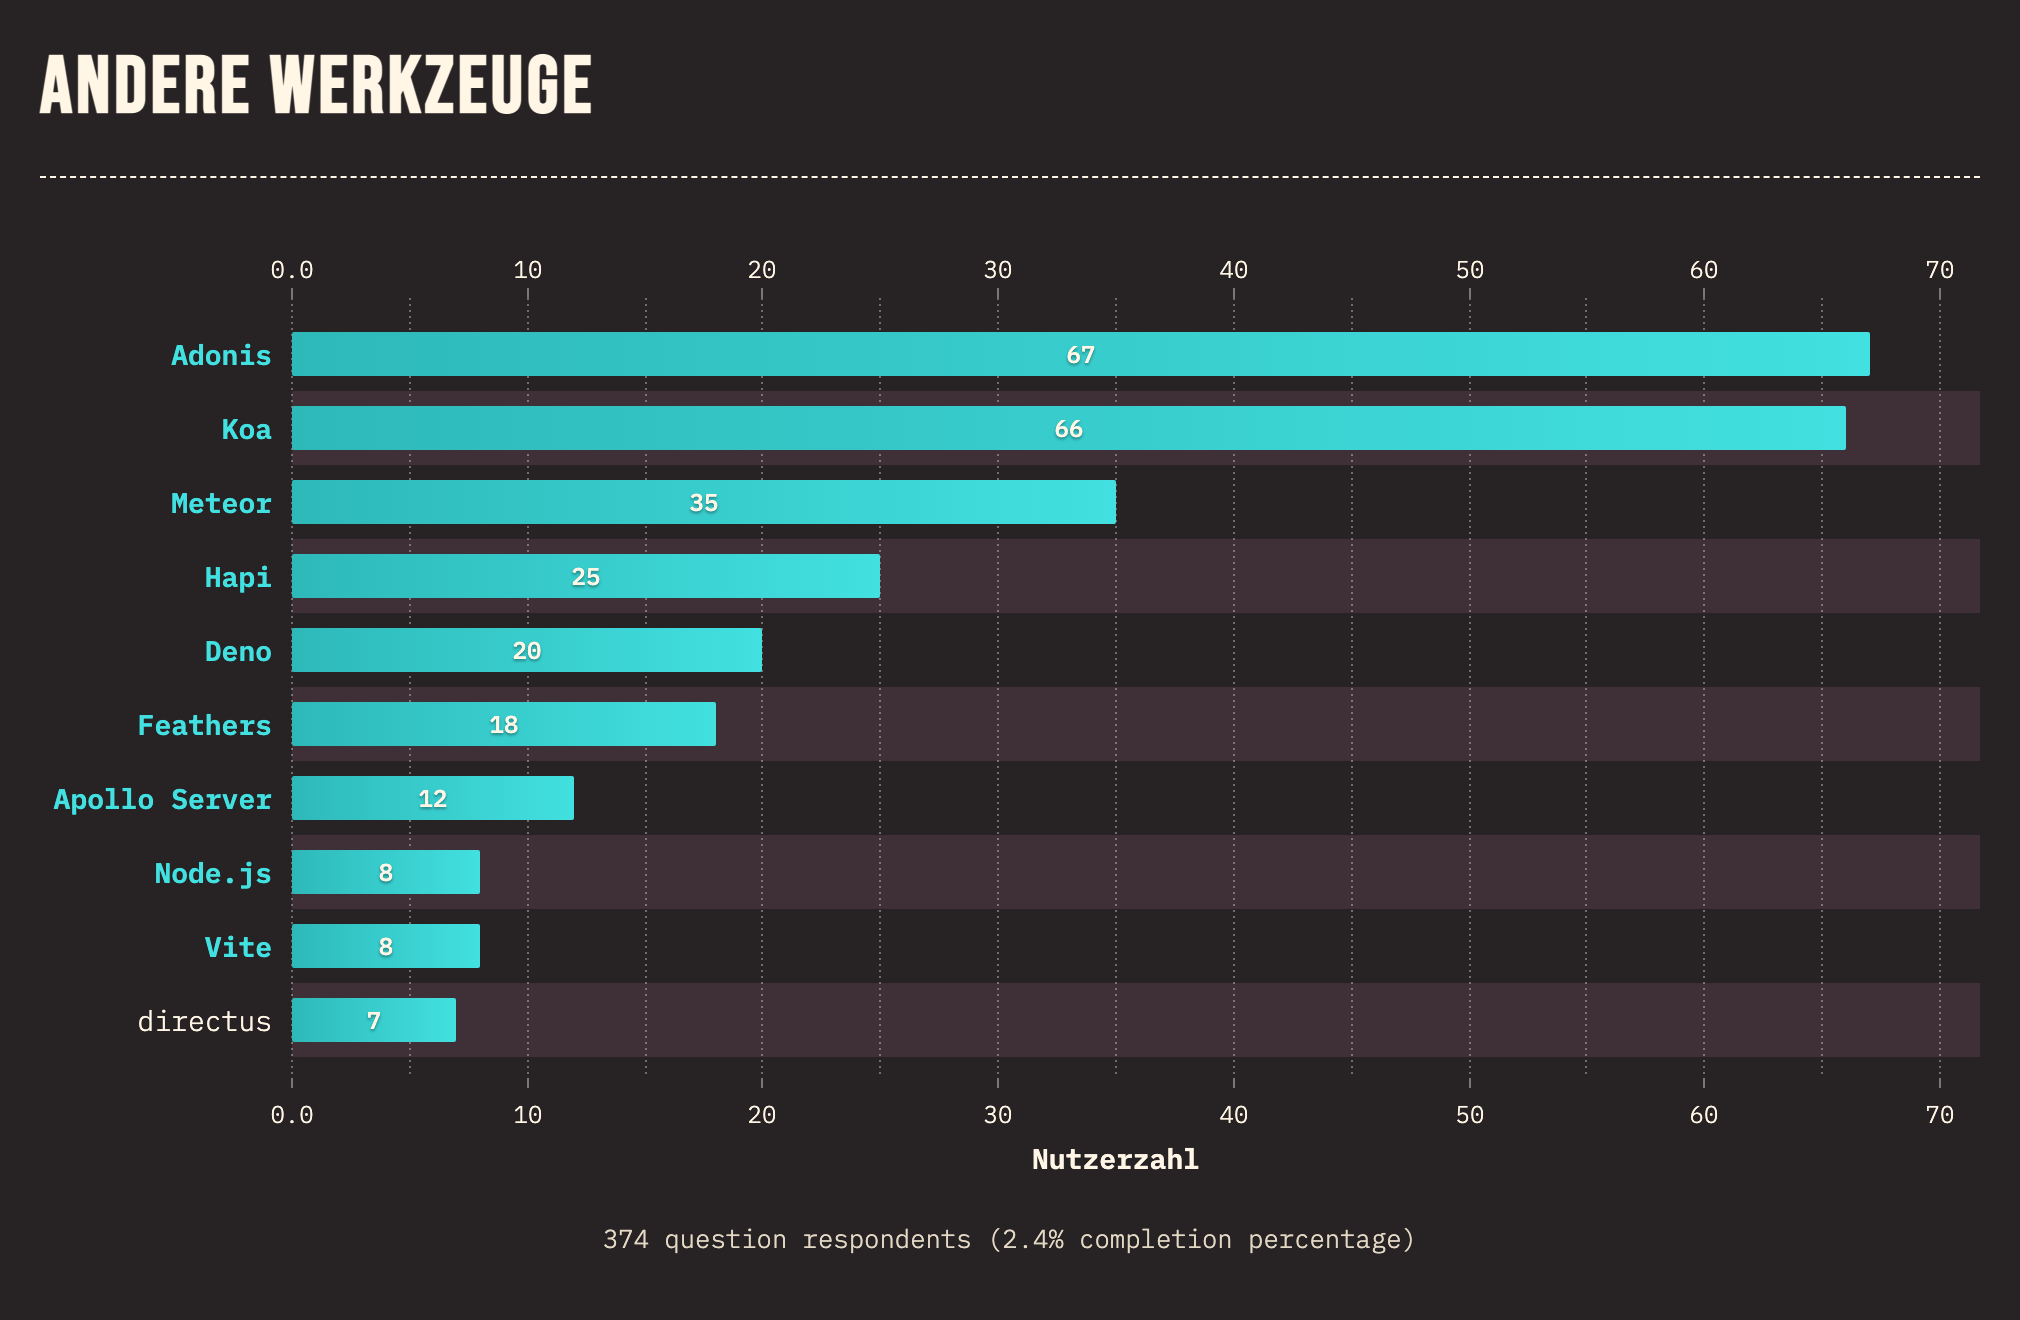 ANDERE WERKZEUGE
0.0 10 20 30 40 50 60 70
Adonis 67
Koa 66
Meteor 35
Hapi 25
Deno 20
Feathers 18
Apollo Server 12
Node.js 8
Vite 8
directus 7
0.0 10 20 30 40 50 60 70
Nutzerzahl
374 question respondents (2.4% completion percentage)